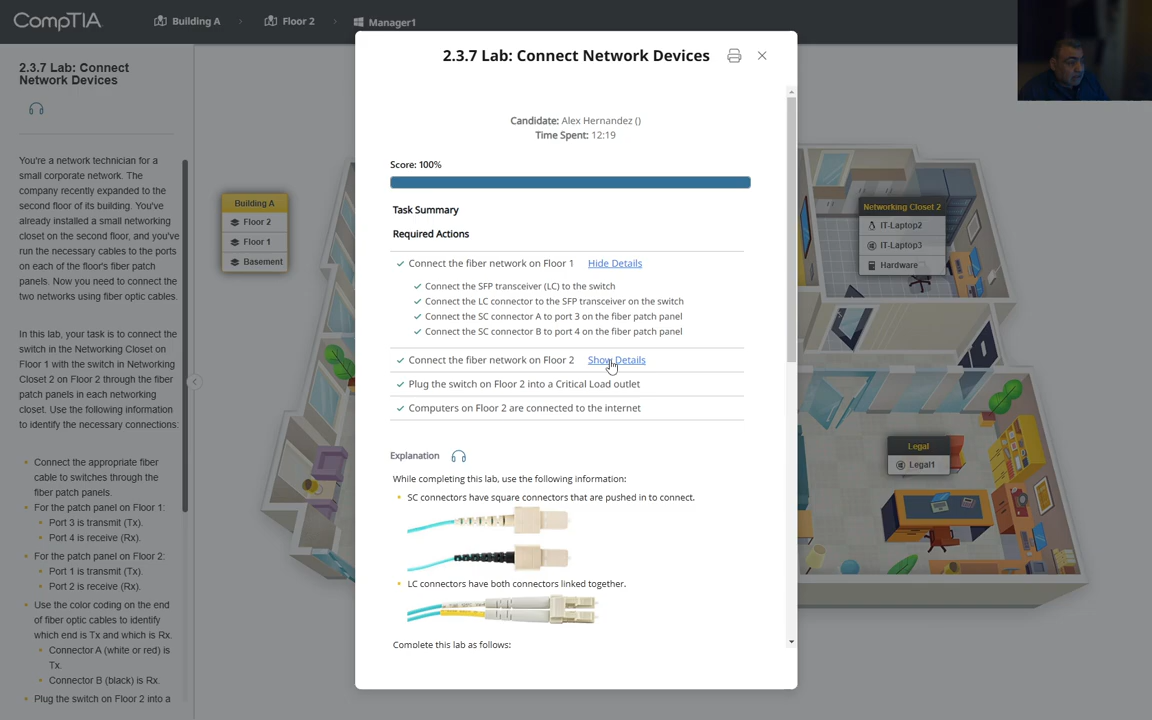 CompTIA
Building A
Floor 2
Manager1
2.3.7 Lab: Connect
Network Devices
You're a network technician for a
small corporate network. The
company recently expanded to the
second floor of its building. You've
already installed a small networking
closet on the second floor, and you've
run the necessary cables to the ports
on each of the floor's fiber patch
panels. Now you need to connect the
two networks using fiber optic cables.
In this lab, your task is to connect the
switch in the Networking Closet on
Floor 1 with the switch in Networking
Closet 2 on Floor 2 through the fiber
patch panels in each networking
closet. Use the following information
to identify the necessary connections:
Connect the appropriate fiber
cable to switches through the
fiber patch panels.
For the patch panel on Floor 1:
Port 3 is transmit (Tx).
Port 4 is receive (Rx).
For the patch panel on Floor 2:
Port 1 is transmit (Tx).
Port 2 is receive (Rx).
Use the color coding on the end
of fiber optic cables to identify
which end is Tx and which is Rx.
Connector A (white or red) is
Tx.
Connector B (black) is Rx.
Plug the switch on Floor 2 into a
Building A
Floor 2
Floor 1
Basement
2.3.7 Lab: Connect Network Devices
Candidate: Alex Hernandez ()
Time Spent: 12:19
Score: 100%
Task Summary
Required Actions
Connect the fiber network on Floor 1 Hide Details
Connect the SFP transceiver (LC) to the switch
Connect the LC connector to the SFP transceiver on the switch
Connect the SC connector A to port 3 on the fiber patch panel
Connect the SC connector B to port 4 on the fiber patch panel
Connect the fiber network on Floor 2 Show Details
Plug the switch on Floor 2 into a Critical Load outlet
Computers on Floor 2 are connected to the internet
Explanation
While completing this lab, use the following information:
SC connectors have square connectors that are pushed in to connect.
LC connectors have both connectors linked together.
Complete this lab as follows:
Networking Closet 2
IT-Laptop2
IT-Laptop3
Hardware
Legal
Legal1